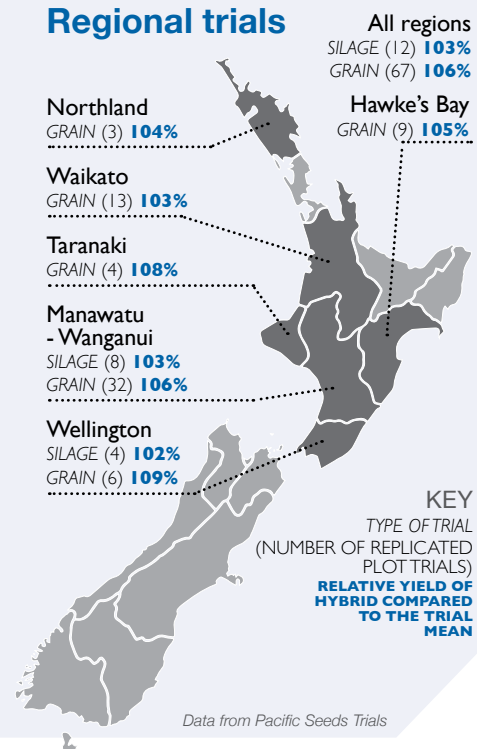 Regional trials
All regions
SILAGE (12) 103%
GRAIN (67) 106%
Northland
GRAIN (3) 104%
Hawke's Bay
GRAIN (9) 105%
Waikato
GRAIN (13) 103%
Taranaki
GRAIN (4) 108%
Manawatu
- Wanganui
SILAGE (8) 103%
GRAIN (32) 106%
Wellington
SILAGE (4) 102%
GRAIN (6) 109%
KEY
TYPE OF TRIAL
(NUMBER OF REPLICATED
PLOT TRIALS)
RELATIVE YIELD OF
HYBRID COMPARED
TO THE TRIAL
MEAN
Data from Pacific Seeds Trials